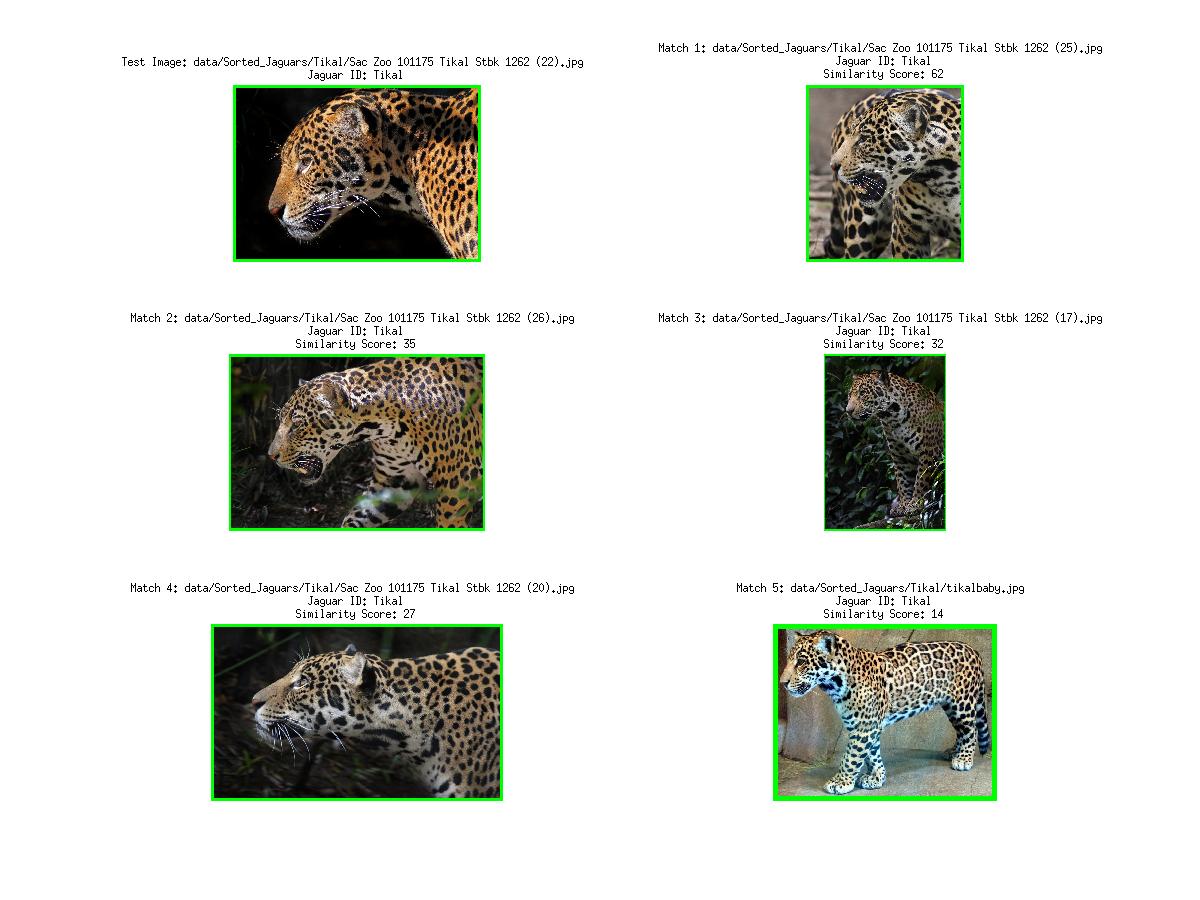 Test Image: data/Sorted_Jaguars/Tikal/Sac Zoo 101175 Tikal Stbk 1262 (22).jpg
Jaguar ID: Tikal
Match 1: data/Sorted_Jaguars/Tikal/Sac Zoo 101175 Tikal Stbk 1262 (25).jpg
Jaguar ID: Tikal
Similarity Score: 62
Match 2: data/Sorted_Jaguars/Tikal/Sac Zoo 101175 Tikal Stbk 1262 (26).jpg
Jaguar ID: Tikal
Similarity Score: 35
Match 3: data/Sorted_Jaguars/Tikal/Sac Zoo 101175 Tikal Stbk 1262 (17).jpg
Jaguar ID: Tikal
Similarity Score: 32
Match 4: data/Sorted_Jaguars/Tikal/Sac Zoo 101175 Tikal Stbk 1262 (20).jpg
Jaguar ID: Tikal
Similarity Score: 27
Match 5: data/Sorted_Jaguars/Tikal/tikalbaby.jpg
Jaguar ID: Tikal
Similarity Score: 14